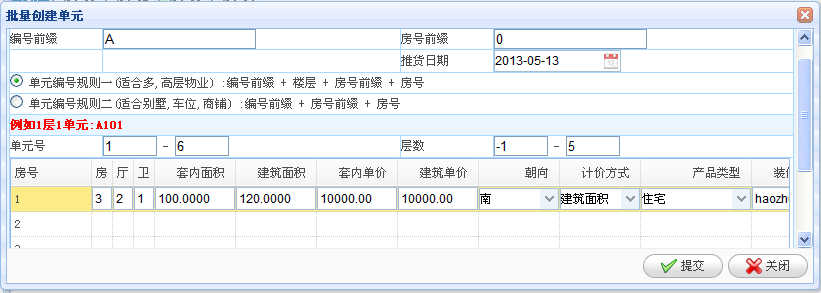 批量创建单元
编号前缀 A 房号前缀 0
推货日期 2013-05-13
单元编号规则一(适合多,高层物业) :编号前缀 + 楼层 + 房号前缀 + 房号
单元编号规则二(适合别墅,车位,商铺) :编号前缀 + 房号前缀 + 房号
例如1层1单元:A101
单元号 1 - 6 层数 -1 - 5
房号 房 厅 卫 套内面积 建筑面积 套内单价 建筑单价 朝向 计价方式 产品类型
1 3 2 1 100.0000 120.0000 10000.00 10000.00 南 建筑面积 住宅
2
提交 关闭